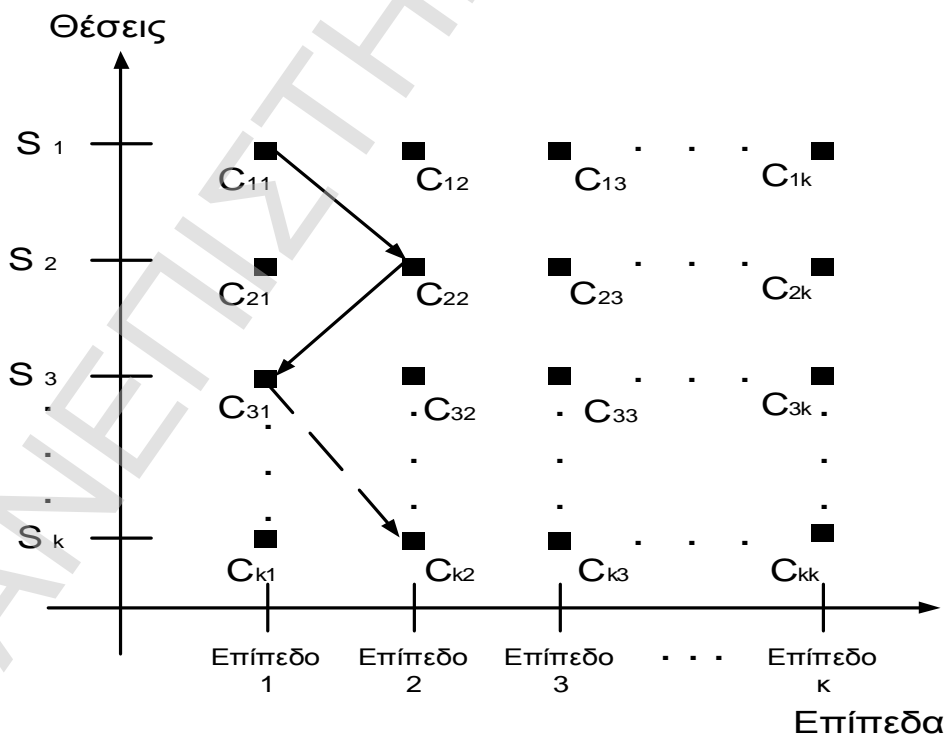 Θέσεις
S 1
C11 C12 C13 . . . C1k
S 2
C21 C22 C23 . . . C2k
S 3
C31 C32 C33 . . . C3k
S k
Ck1 Ck2 Ck3 . . . Ckk
Επίπεδο 1 Επίπεδο 2 Επίπεδο 3 . . . Επίπεδο κ
Επίπεδα
ΑΝΕΠΙΣΤΗ